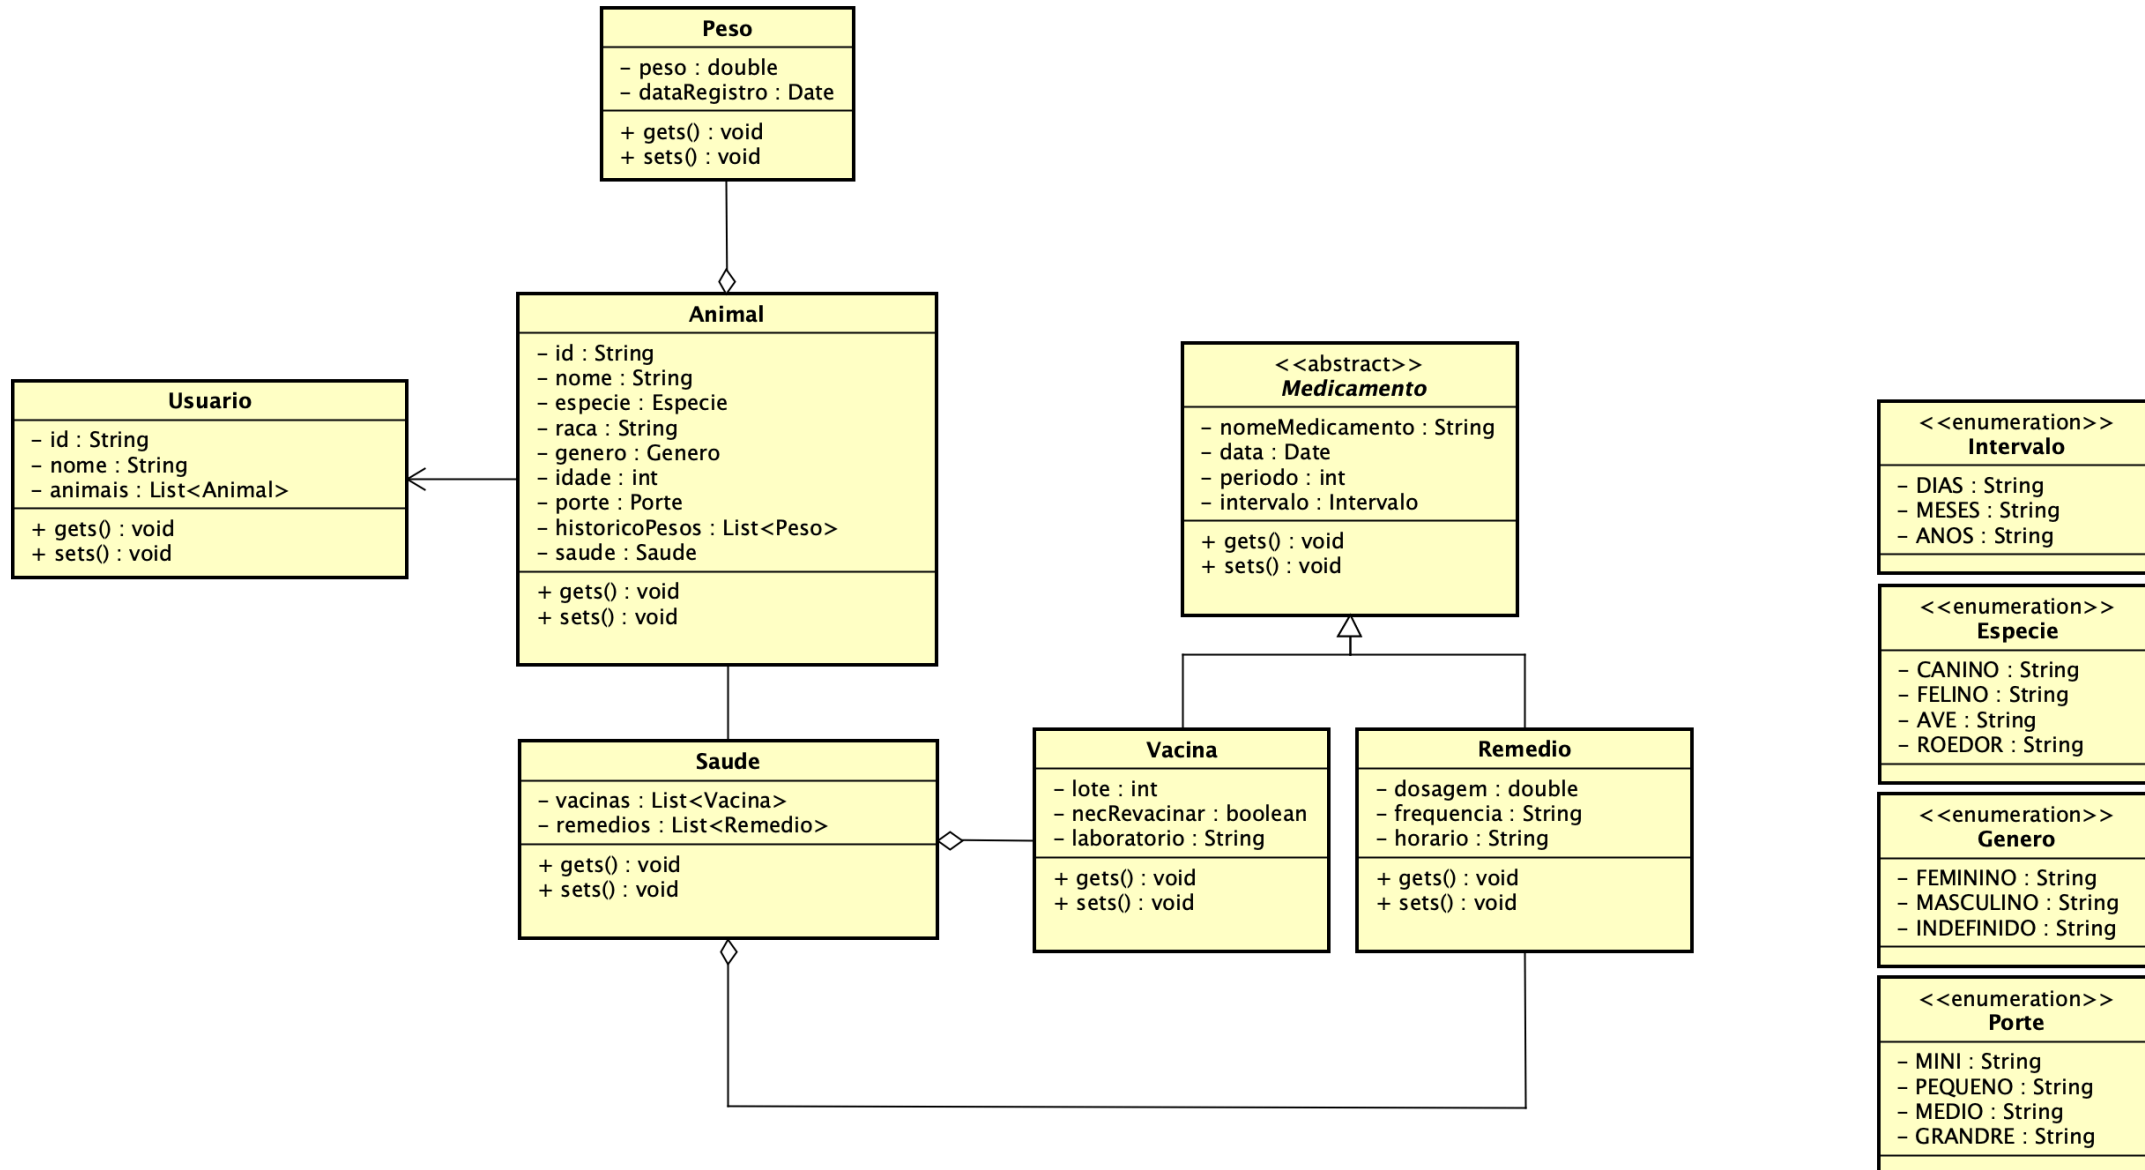 Peso
– peso : double
– dataRegistro : Date
+ gets() : void
+ sets() : void
Animal
– id : String
– nome : String
– especie : Especie
– raca : String
– genero : Genero
– idade : int
– porte : Porte
– historicoPesos : List<Peso>
– saude : Saude
+ gets() : void
+ sets() : void
Usuario
– id : String
– nome : String
– animais : List<Animal>
+ gets() : void
+ sets() : void
<<abstract>>
Medicamento
– nomeMedicamento : String
– data : Date
– periodo : int
– intervalo : Intervalo
+ gets() : void
+ sets() : void
Saude
– vacinas : List<Vacina>
– remedios : List<Remedio>
+ gets() : void
+ sets() : void
Vacina
– lote : int
– necRevacinar : boolean
– laboratorio : String
+ gets() : void
+ sets() : void
Remedio
– dosagem : double
– frequencia : String
– horario : String
+ gets() : void
+ sets() : void
<<enumeration>>
Intervalo
– DIAS : String
– MESES : String
– ANOS : String
<<enumeration>>
Especie
– CANINO : String
– FELINO : String
– AVE : String
– ROEDOR : String
<<enumeration>>
Genero
– FEMININO : String
– MASCULINO : String
– INDEFINIDO : String
<<enumeration>>
Porte
– MINI : String
– PEQUENO : String
– MEDIO : String
– GRANDRE : String